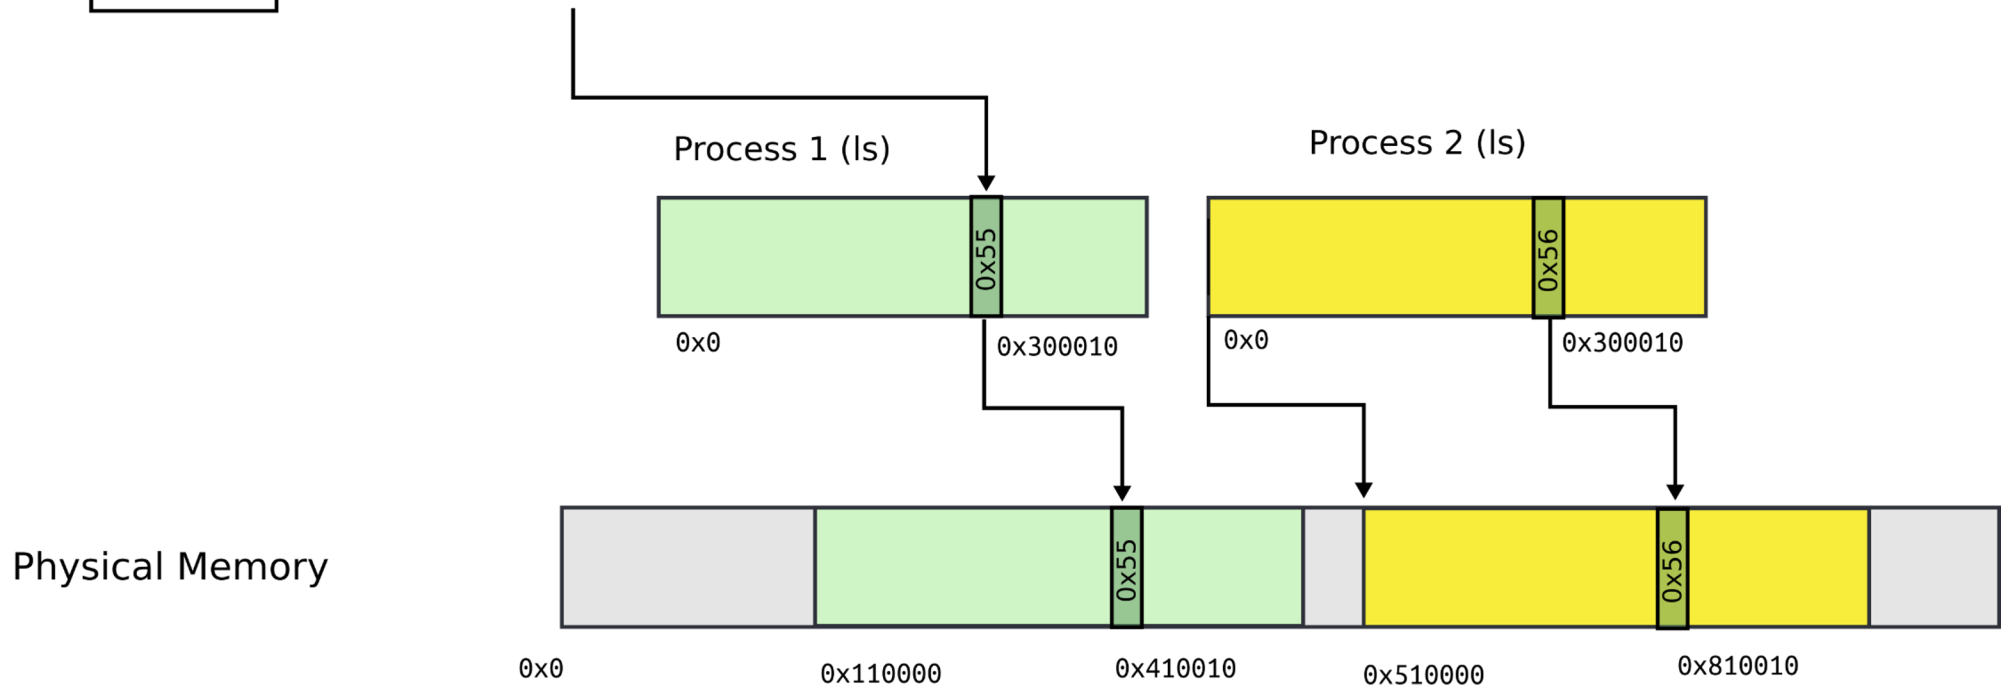 Process 1 (ls)
Process 2 (ls)
0x55
0x56
0x0
0x300010
0x0
0x300010
Physical Memory
0x55
0x56
0x0
0x110000
0x410010
0x510000
0x810010